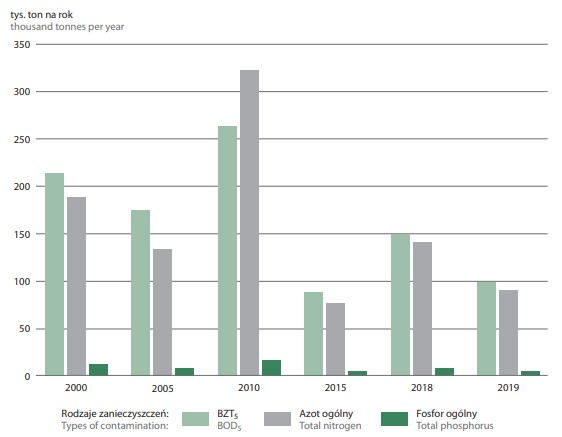 tys. ton na rok
thousand tonnes per year
350
300
250
200
150
100
50
0
2000 2005 2010 2015 2018 2019
Rodzaje zanieczyszczeń: BZT₅ Azot ogólny Fosfor ogólny
Types of contamination: BOD₅ Total nitrogen Total phosphorus